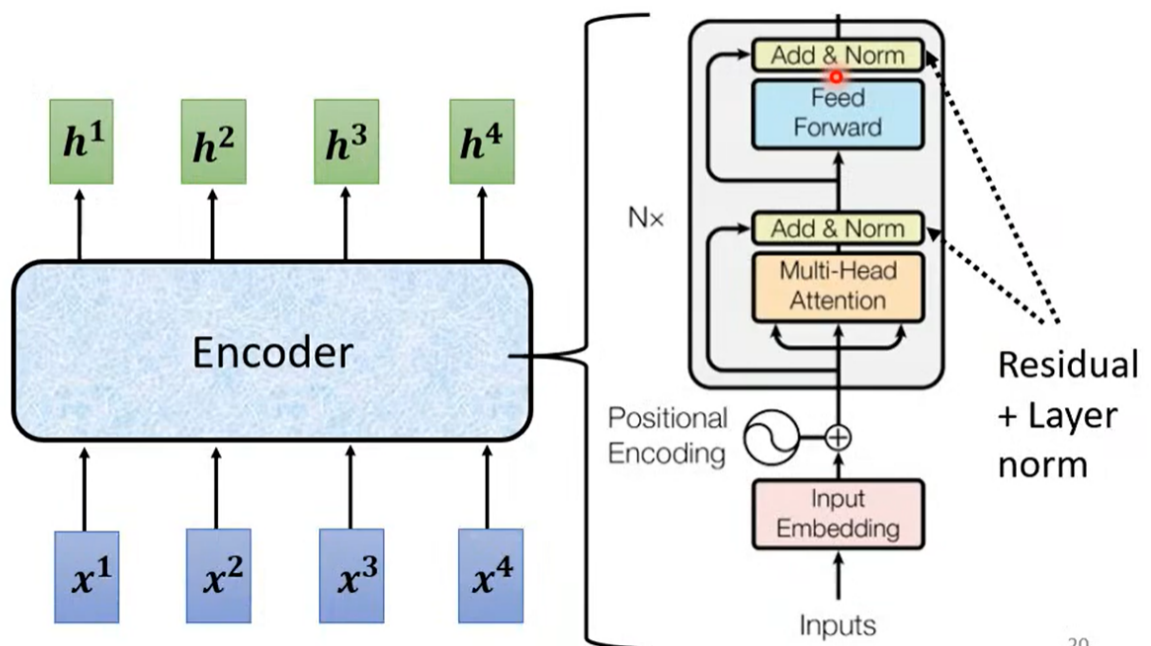 h¹
h²
h³
h⁴
Encoder
x¹
x²
x³
x⁴
Add & Norm
Feed
Forward
N×
Add & Norm
Multi-Head
Attention
Positional
Encoding
Input
Embedding
Inputs
Residual
+ Layer
norm